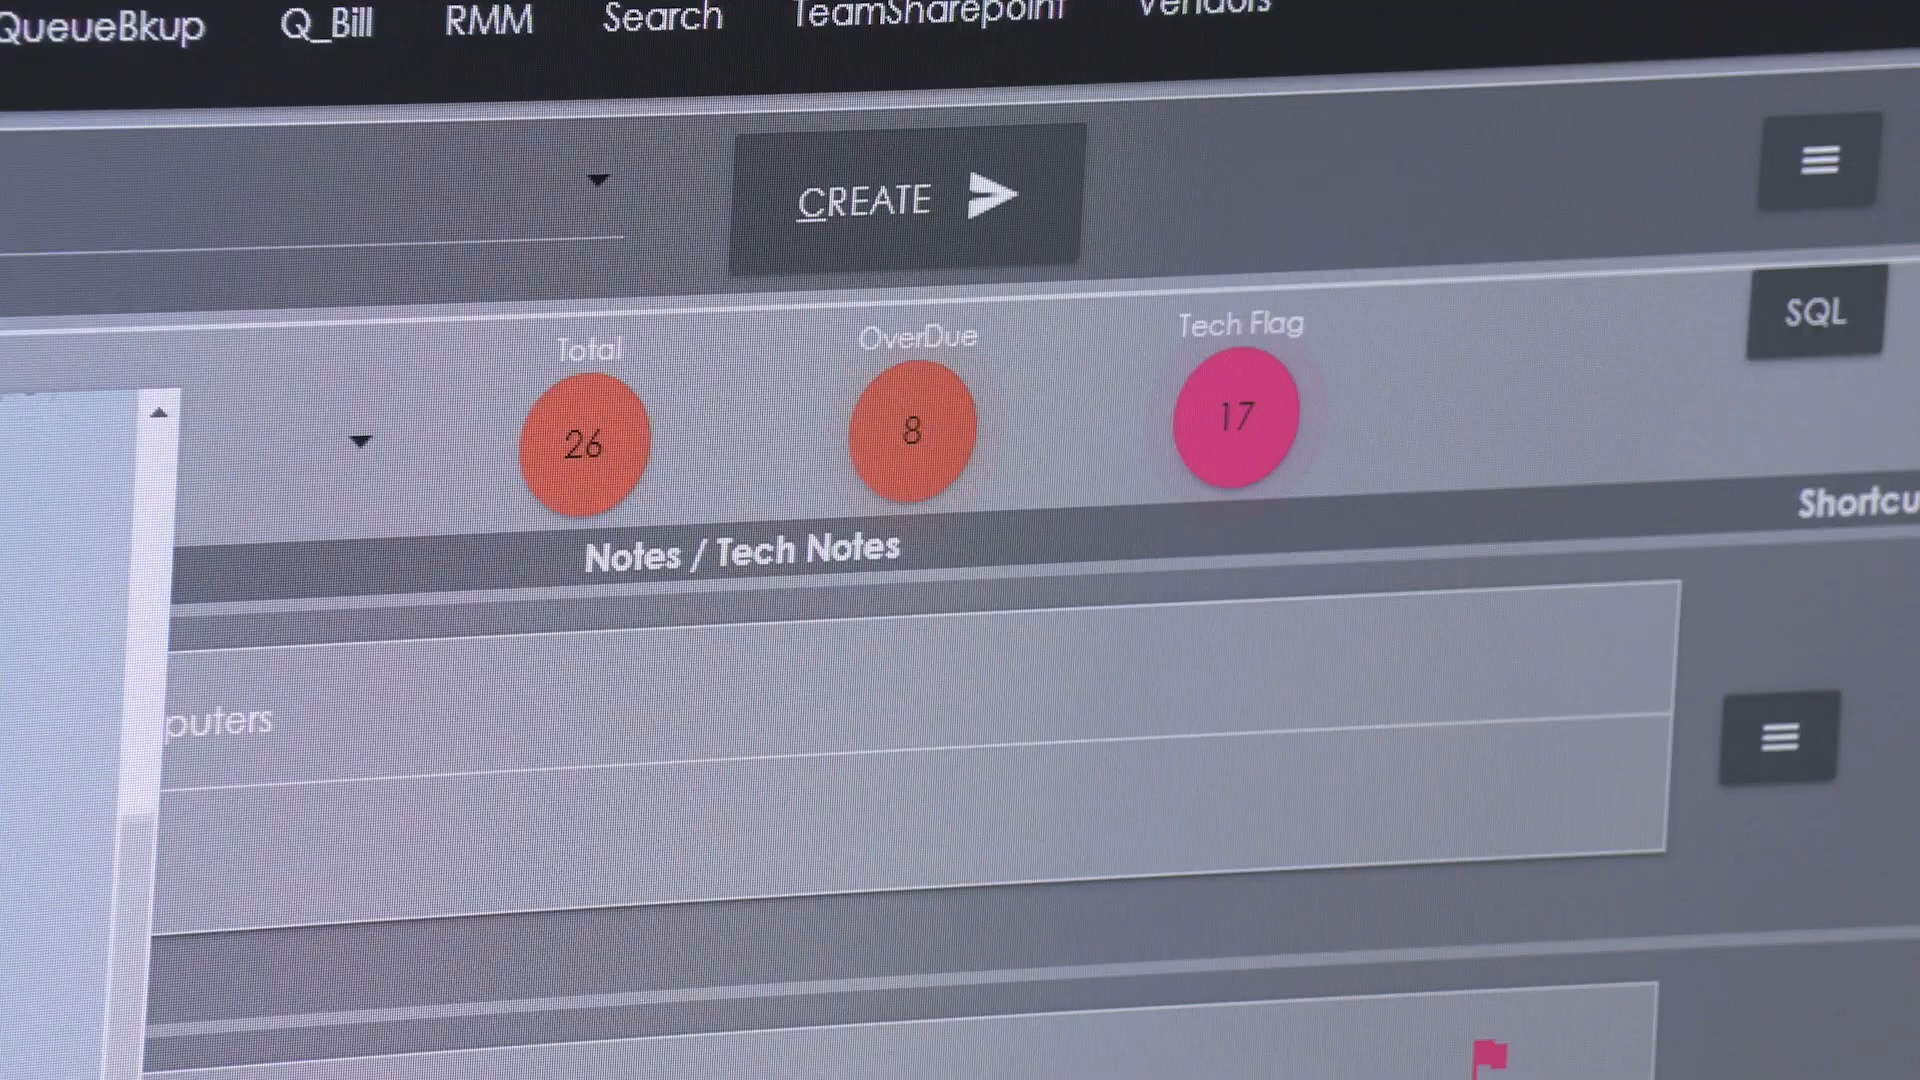 QueueBkup Q_Bill RMM Search TeamSharepoint Vendors
CREATE
SQL
Total OverDue Tech Flag
26 8 17
Notes / Tech Notes Shortcu
puters